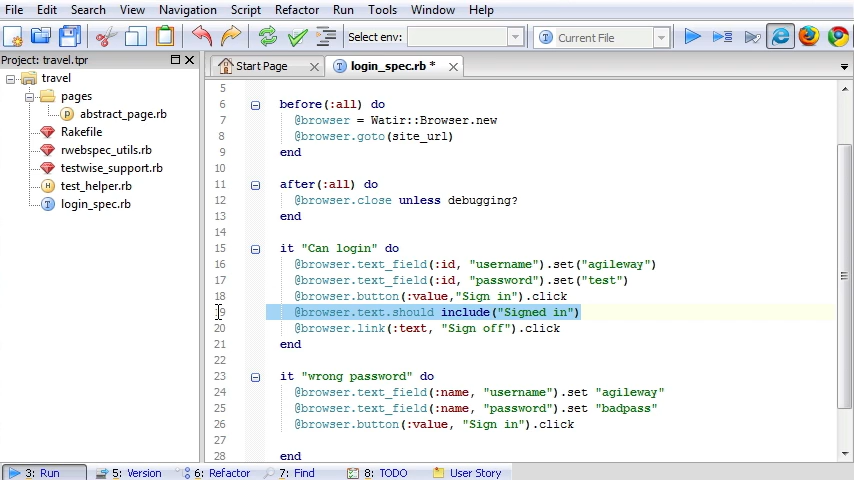 File Edit Search View Navigation Script Refactor Run Tools Window Help
Select env: Current File
Project: travel.tpr
travel
pages
abstract_page.rb
Rakefile
rwebspec_utils.rb
testwise_support.rb
test_helper.rb
login_spec.rb
Start Page login_spec.rb *
5
6 before(:all) do
7 @browser = Watir::Browser.new
8 @browser.goto(site_url)
9 end
10
11 after(:all) do
12 @browser.close unless debugging?
13 end
14
15 it "Can login" do
16 @browser.text_field(:id, "username").set("agileway")
17 @browser.text_field(:id, "password").set("test")
18 @browser.button(:value,"Sign in").click
9 @browser.text.should include("Signed in")
20 @browser.link(:text, "Sign off").click
21 end
22
23 it "wrong password" do
24 @browser.text_field(:name, "username").set "agileway"
25 @browser.text_field(:name, "password").set "badpass"
26 @browser.button(:value, "Sign in").click
27
28 end
3: Run 5: Version 6: Refactor 7: Find 8: TODO User Story